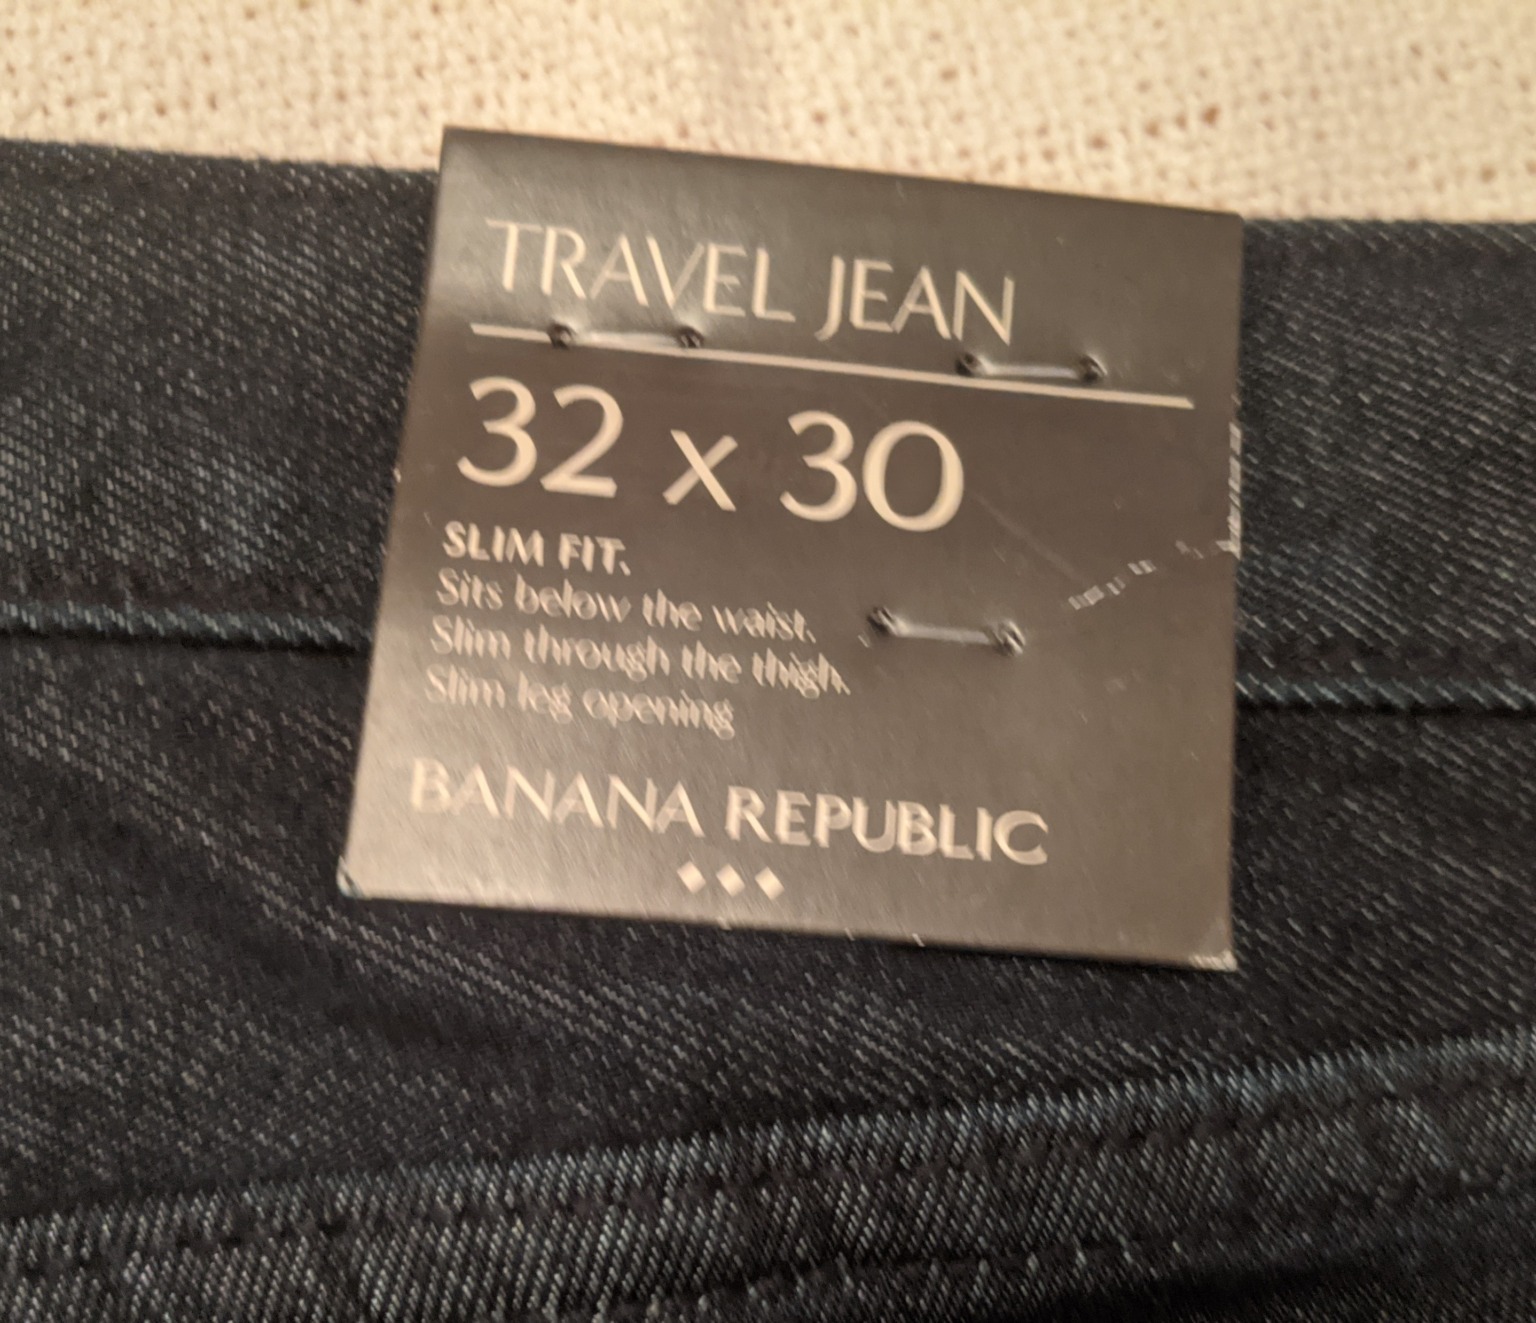 TRAVEL JEAN
32 x 30
SLIM FIT.
Sits below the waist.
Slim through the thigh.
Slim leg opening
BANANA REPUBLIC